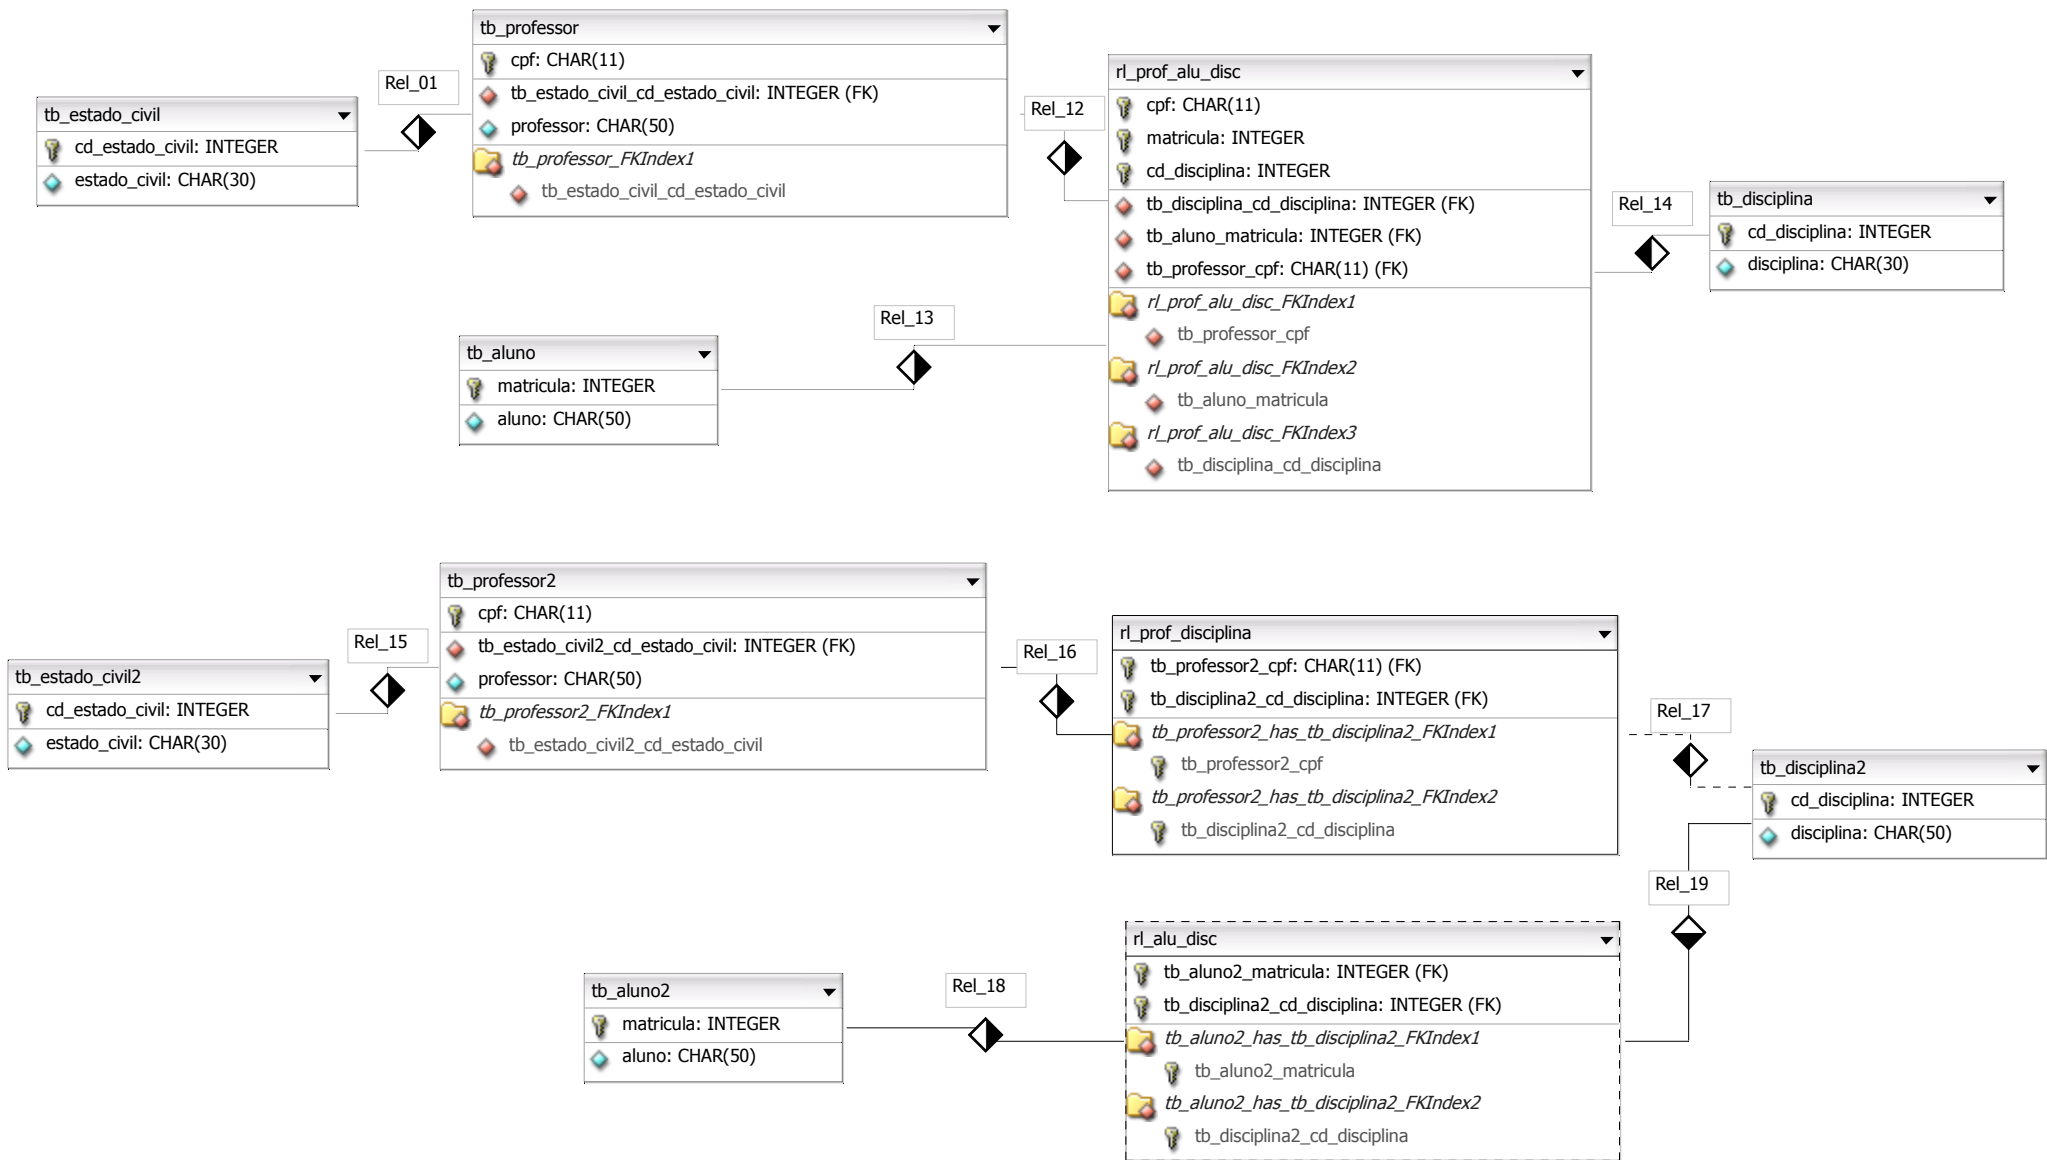 tb_professor
cpf: CHAR(11)
tb_estado_civil_cd_estado_civil: INTEGER (FK)
professor: CHAR(50)
tb_professor_FKIndex1
tb_estado_civil_cd_estado_civil
Rel_01
tb_estado_civil
cd_estado_civil: INTEGER
estado_civil: CHAR(30)
Rel_12
rl_prof_alu_disc
cpf: CHAR(11)
matricula: INTEGER
cd_disciplina: INTEGER
tb_disciplina_cd_disciplina: INTEGER (FK)
tb_aluno_matricula: INTEGER (FK)
tb_professor_cpf: CHAR(11) (FK)
rl_prof_alu_disc_FKIndex1
tb_professor_cpf
rl_prof_alu_disc_FKIndex2
tb_aluno_matricula
rl_prof_alu_disc_FKIndex3
tb_disciplina_cd_disciplina
Rel_14
tb_disciplina
cd_disciplina: INTEGER
disciplina: CHAR(30)
Rel_13
tb_aluno
matricula: INTEGER
aluno: CHAR(50)
tb_professor2
cpf: CHAR(11)
tb_estado_civil2_cd_estado_civil: INTEGER (FK)
professor: CHAR(50)
tb_professor2_FKIndex1
tb_estado_civil2_cd_estado_civil
Rel_15
tb_estado_civil2
cd_estado_civil: INTEGER
estado_civil: CHAR(30)
Rel_16
rl_prof_disciplina
tb_professor2_cpf: CHAR(11) (FK)
tb_disciplina2_cd_disciplina: INTEGER (FK)
tb_professor2_has_tb_disciplina2_FKIndex1
tb_professor2_cpf
tb_professor2_has_tb_disciplina2_FKIndex2
tb_disciplina2_cd_disciplina
Rel_17
tb_disciplina2
cd_disciplina: INTEGER
disciplina: CHAR(50)
Rel_19
rl_alu_disc
tb_aluno2_matricula: INTEGER (FK)
tb_disciplina2_cd_disciplina: INTEGER (FK)
tb_aluno2_has_tb_disciplina2_FKIndex1
tb_aluno2_matricula
tb_aluno2_has_tb_disciplina2_FKIndex2
tb_disciplina2_cd_disciplina
Rel_18
tb_aluno2
matricula: INTEGER
aluno: CHAR(50)